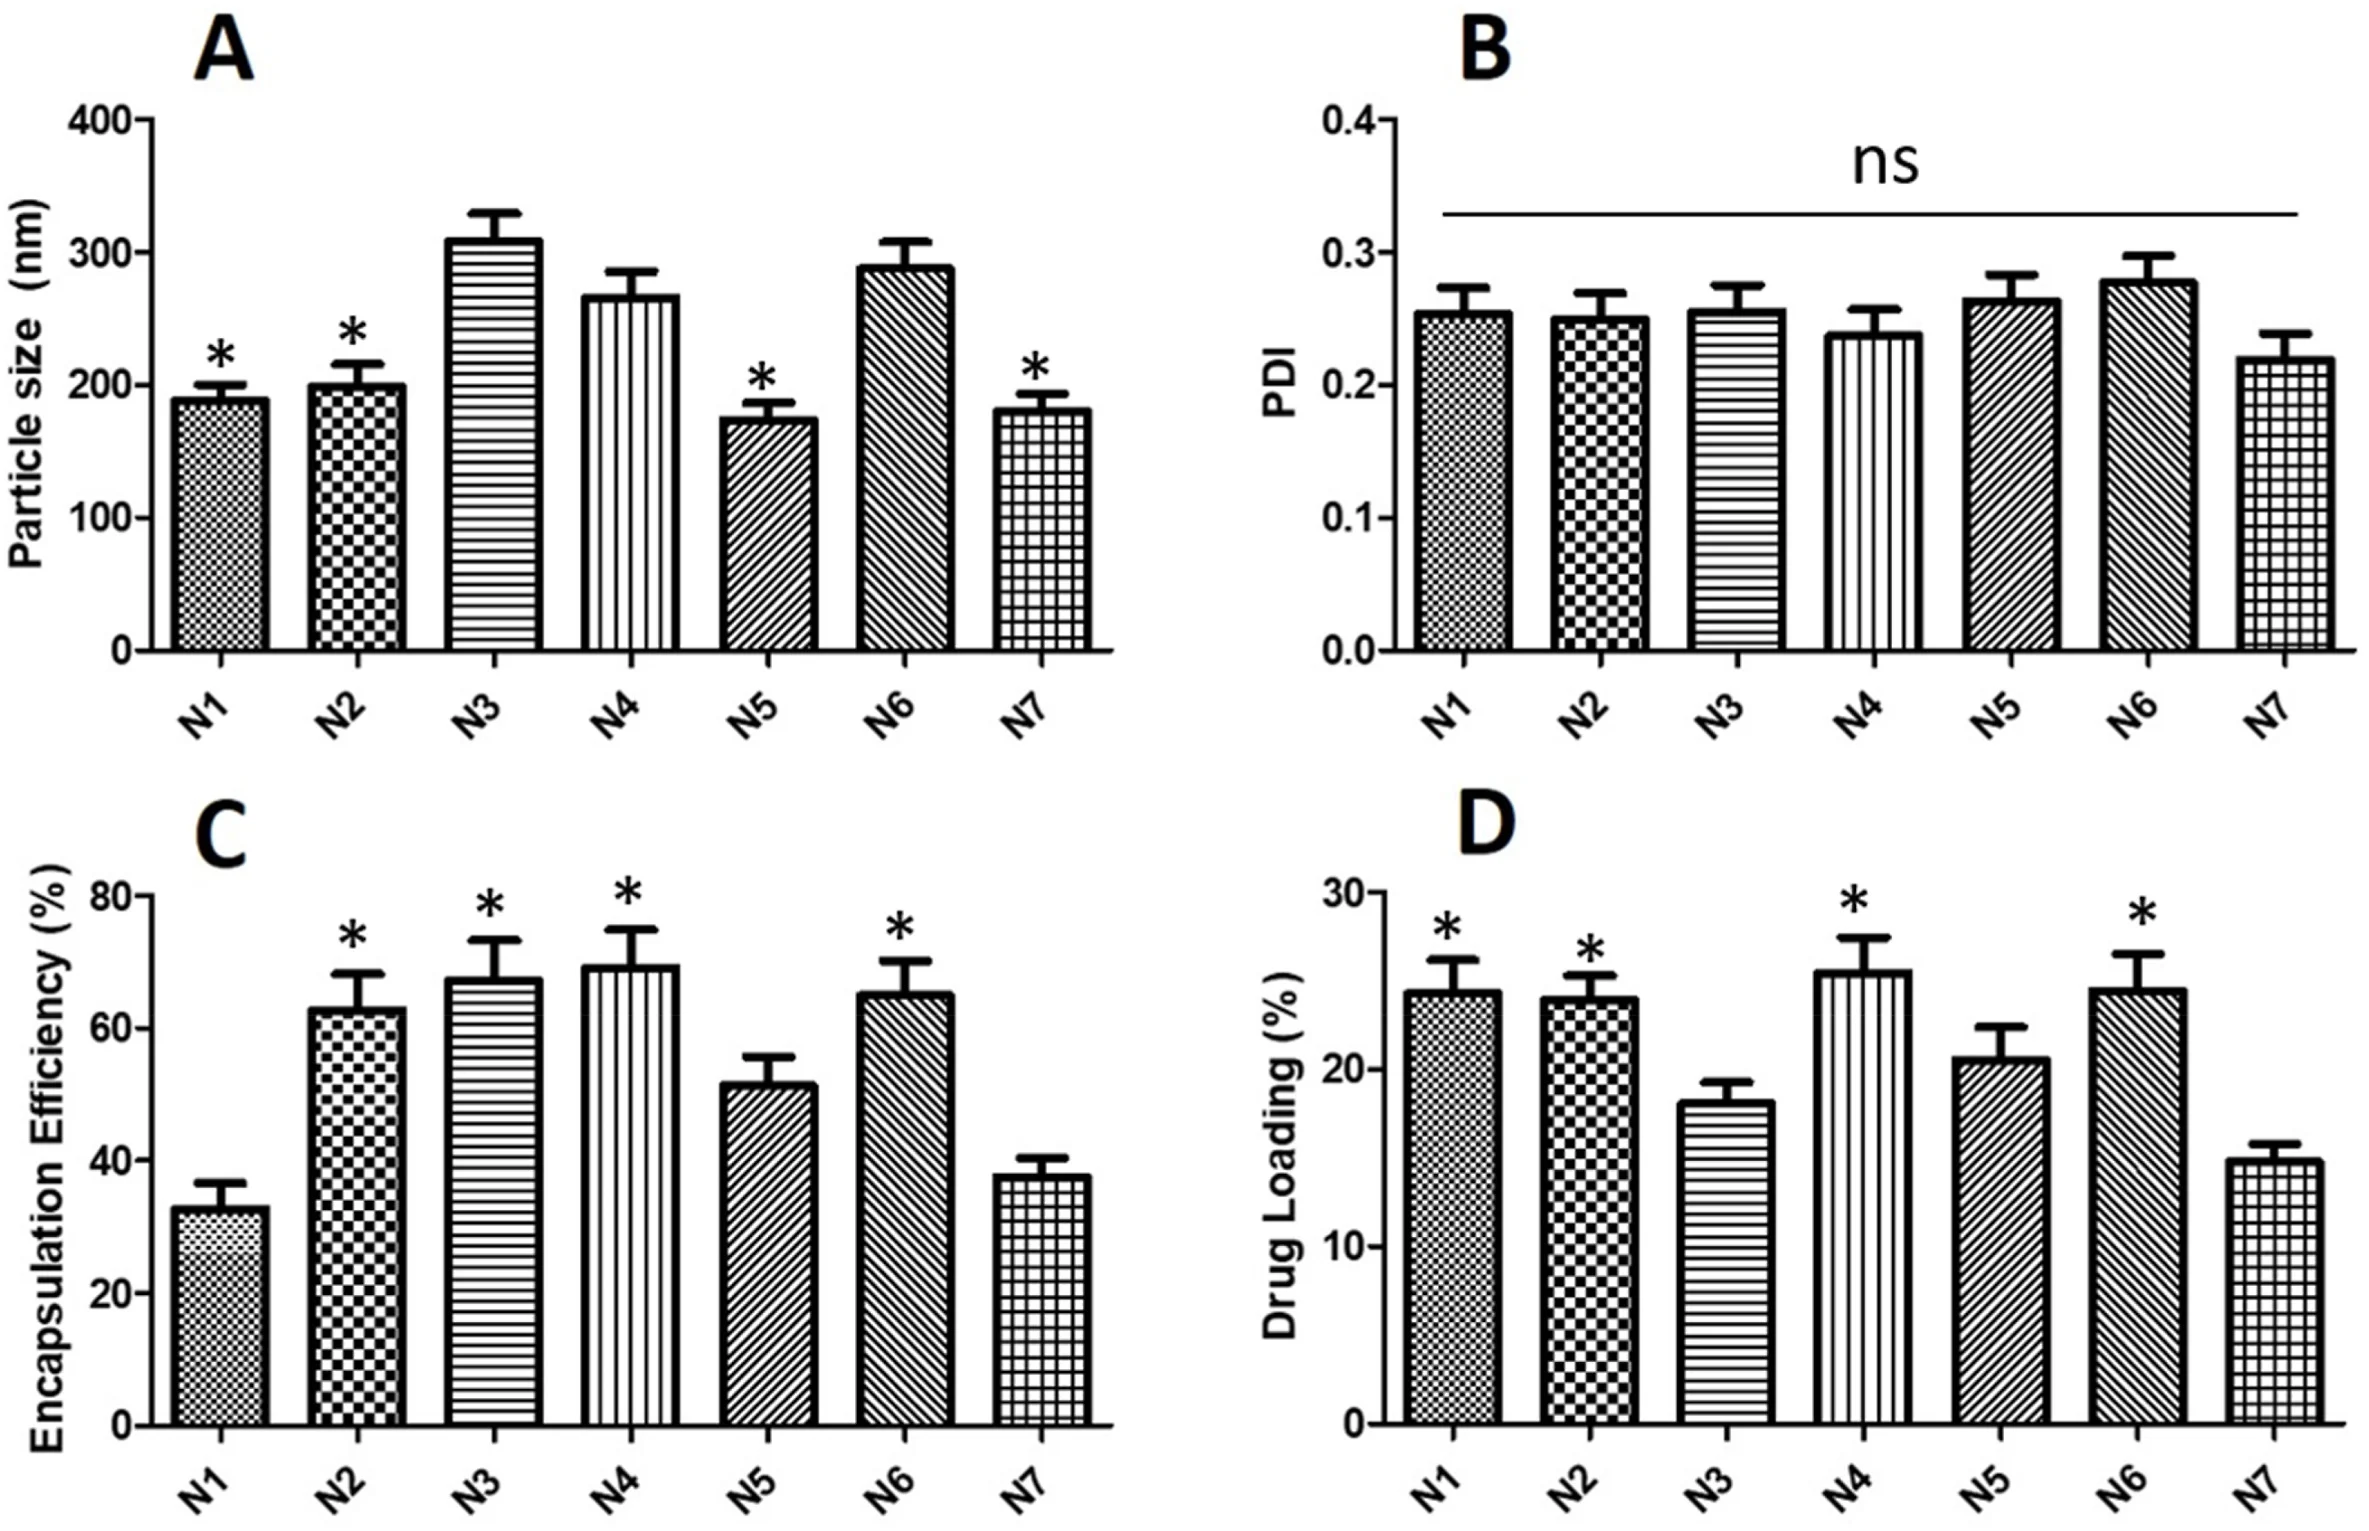 A
Particle size (nm)
400
300
200
100
0
*
*
*
*
N1
N2
N3
N4
N5
N6
N7
B
PDI
0.4
0.3
0.2
0.1
0.0
ns
N1
N2
N3
N4
N5
N6
N7
C
Encapsulation Efficiency (%)
80
60
40
20
0
*
*
*
*
N1
N2
N3
N4
N5
N6
N7
D
Drug Loading (%)
30
20
10
0
*
*
*
*
N1
N2
N3
N4
N5
N6
N7